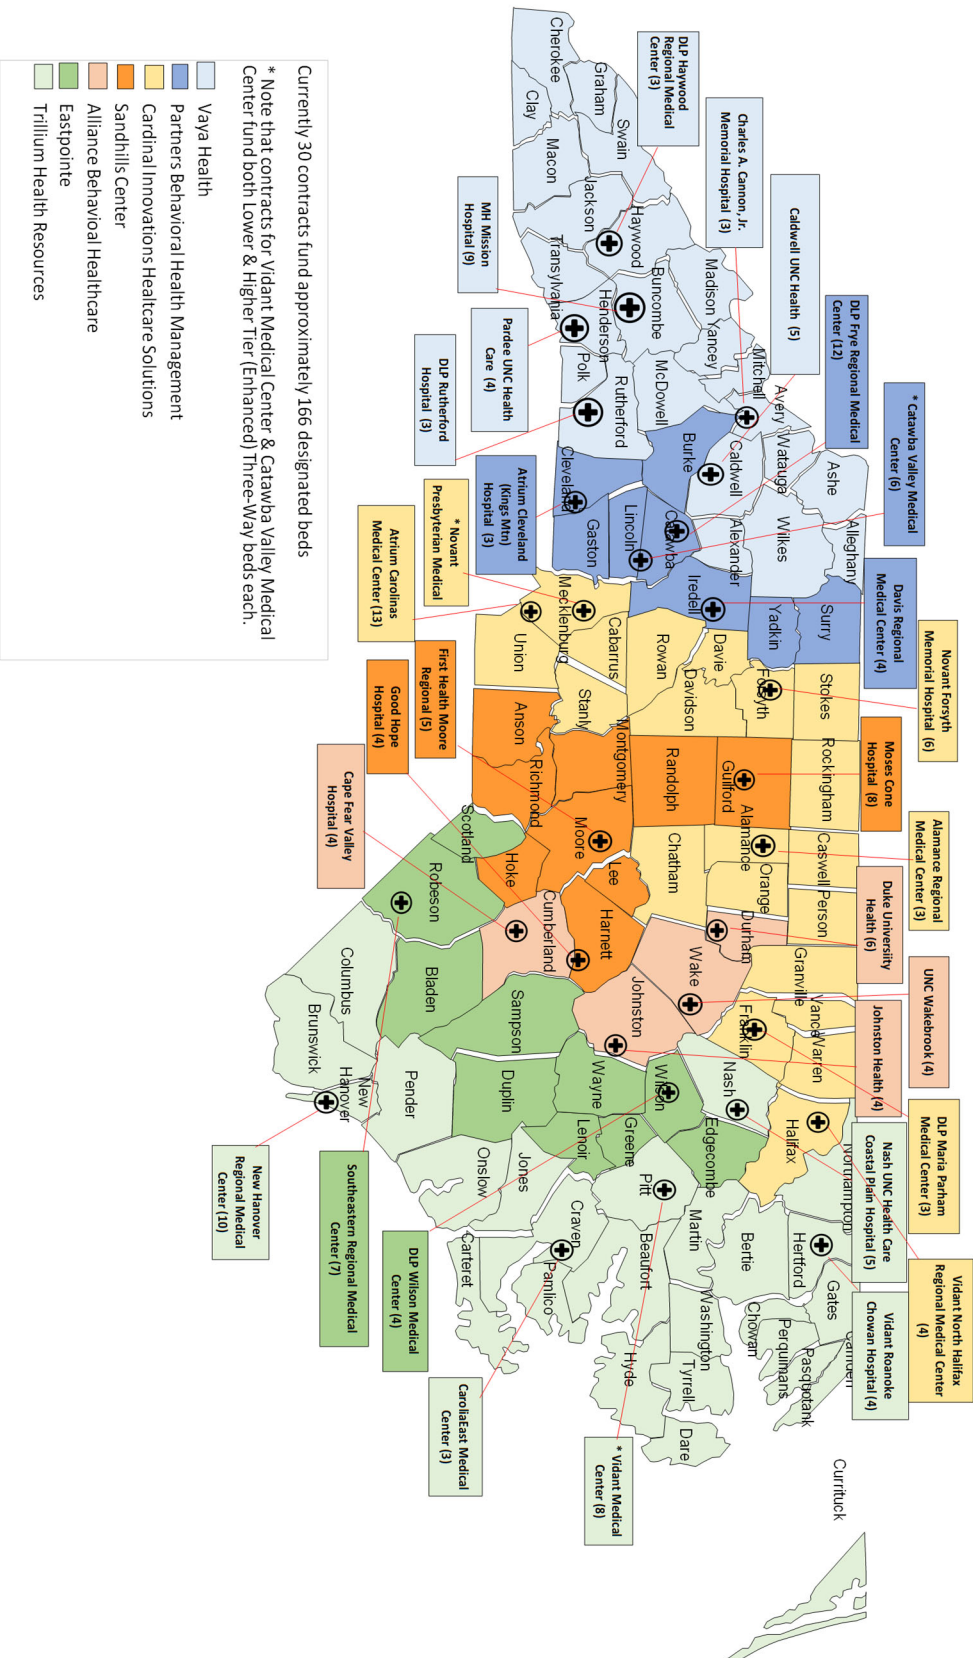 DLP Haywood
Regional Medical
Center (3)
Charles A. Cannon, Jr.
Memorial Hospital (3)
Caldwell UNC Health (5)
DLP Frye Regional Medical
Center (12)
* Catawba Valley Medical
Center (6)
Davis Regional
Medical Center (4)
Novant Forsyth
Memorial Hospital (6)
Moses Cone
Hospital (8)
Alamance Regional
Medical Center (3)
Duke University
Health (6)
UNC Wakebrook (4)
Johnston Health (4)
DLP Maria Parham
Medical Center (3)
Nash UNC Health Care
Coastal Plain Hospital (5)
Vidant North Halifax
Regional Medical Center
(4)
Vidant Roanoke
Chowan Hospital (4)
Cherokee
Graham
Clay
Swain
Macon
Jackson
Haywood
Transylvania
Buncombe
Henderson
Madison
Yancey
Mitchell
Avery
McDowell
Polk
Rutherford
Burke
Caldwell
Watauga
Ashe
Alleghany
Wilkes
Alexander
Cleveland
Lincoln
Catawba
Gaston
Iredell
Surry
Yadkin
Davie
Rowan
Cabarrus
Mecklenburg
Union
Stanly
Davidson
Forsyth
Stokes
Rockingham
Guilford
Randolph
Montgomery
Anson
Richmond
Moore
Scotland
Hoke
Lee
Chatham
Alamance
Orange
Caswell
Person
Durham
Granville
Vance
Warren
Franklin
Wake
Harnett
Johnston
Cumberland
Robeson
Bladen
Sampson
Columbus
Brunswick
New
Hanover
Pender
Duplin
Wayne
Wilson
Nash
Halifax
Edgecombe
Greene
Lenoir
Jones
Onslow
Pitt
Craven
Carteret
Pamlico
Beaufort
Martin
Bertie
Hertford
Northampton
Gates
Chowan
Perquimans
Pasquotank
Camden
Washington
Tyrrell
Hyde
Dare
Currituck
MH Mission
Hospital (9)
Pardee UNC Health
Care (4)
DLP Rutherford
Hospital (3)
Atrium Cleveland
(Kings Mtn)
Hospital (3)
* Novant
Presbyterian Medical
Atrium Carolinas
Medical Center (13)
First Health Moore
Regional (5)
Good Hope
Hospital (4)
Cape Fear Valley
Hospital (4)
New Hanover
Regional Medical
Center (10)
Southeastern Regional Medical
Center (7)
DLP Wilson Medical
Center (4)
CaroliaEast Medical
Center (3)
* Vidant Medical
Center (8)
Currently 30 contracts fund approximately 166 designated beds
* Note that contracts for Vidant Medical Center & Catawba Valley Medical
Center fund both Lower & Higher Tier (Enhanced) Three-Way beds each.
Vaya Health
Partners Behavioral Health Management
Cardinal Innovations Healtcare Solutions
Sandhills Center
Alliance Behavioal Healthcare
Eastpointe
Trillium Health Resources